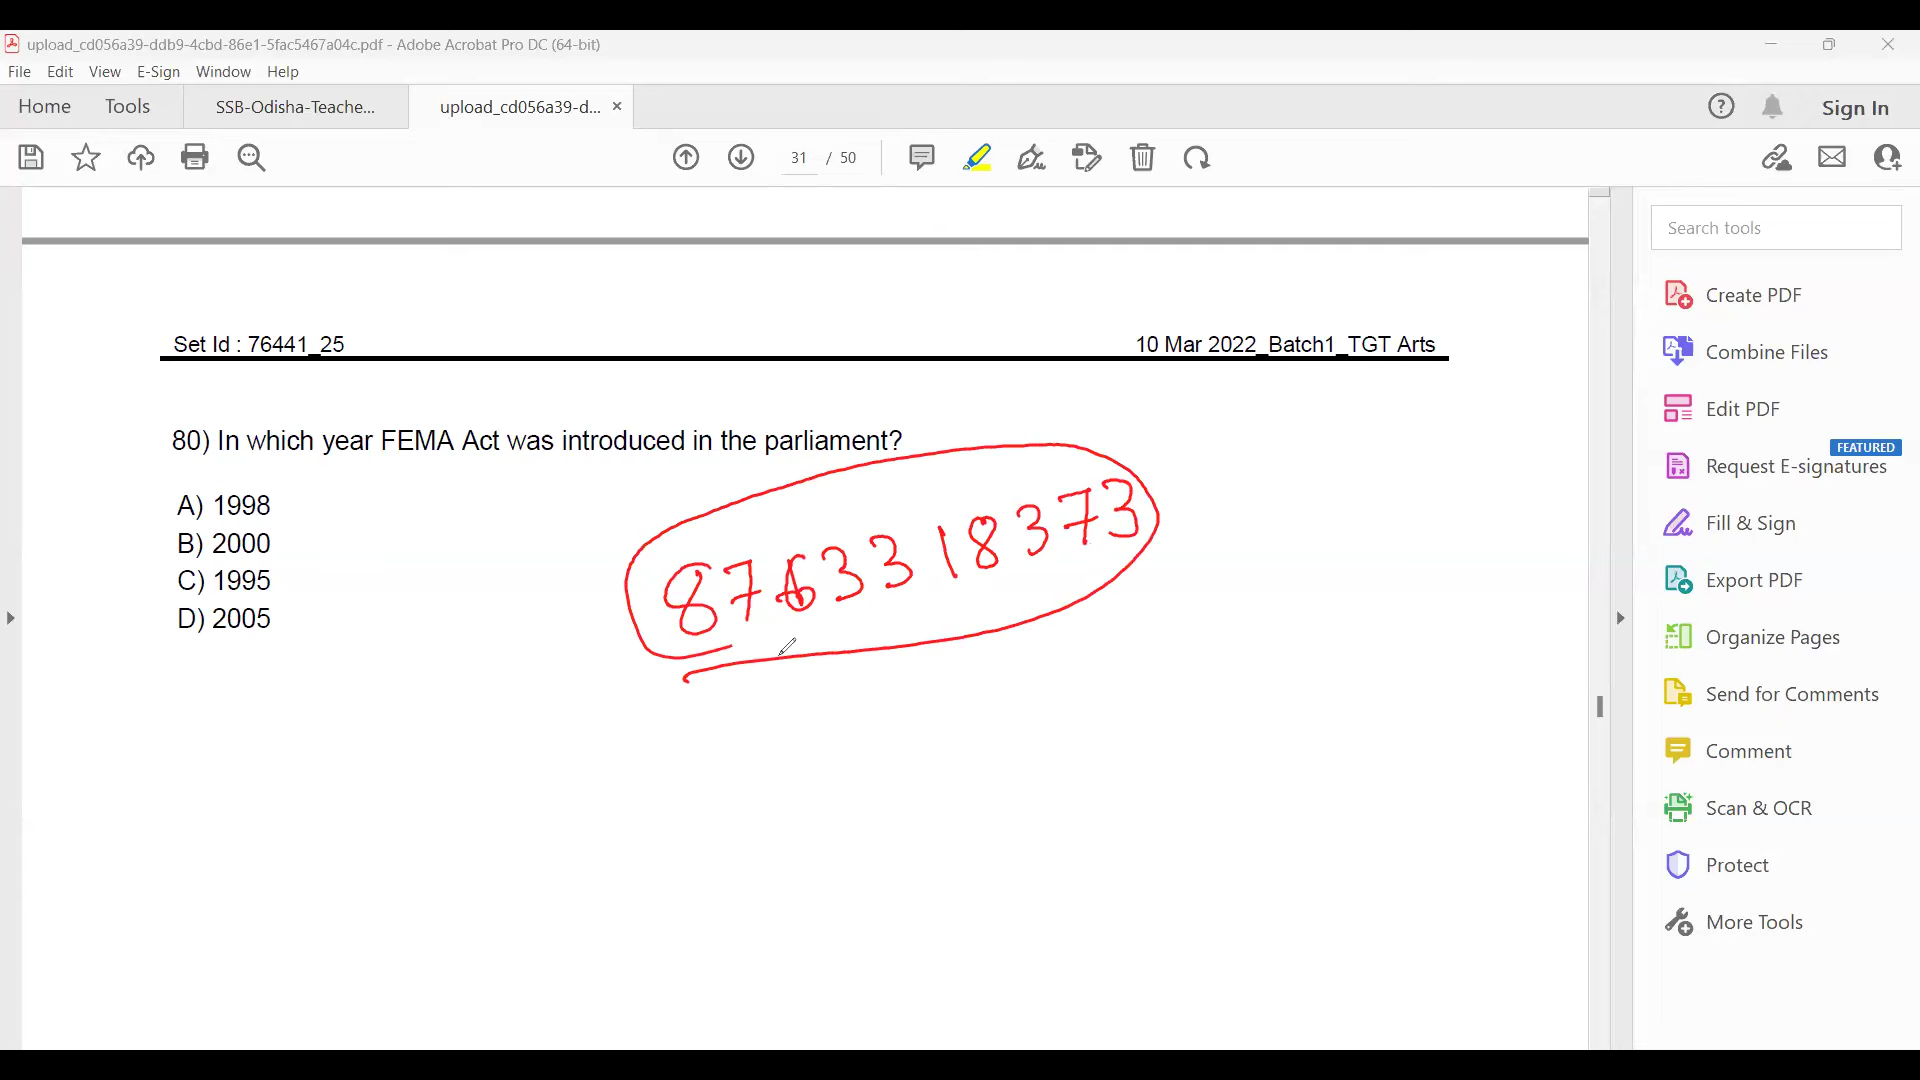 upload_cd056a39-ddb9-4cbd-86e1-5fac5467a04c.pdf - Adobe Acrobat Pro DC (64-bit)
File Edit View E-Sign Window Help
Home Tools SSB-Odisha-Teache... upload_cd056a39-d... × Sign In
31 / 50
Search tools
Create PDF
Combine Files
Edit PDF
FEATURED
Request E-signatures
Fill & Sign
Export PDF
Organize Pages
Send for Comments
Comment
Scan & OCR
Protect
More Tools
Set Id : 76441_25 10 Mar 2022_Batch1_TGT Arts
80) In which year FEMA Act was introduced in the parliament?
A) 1998
B) 2000
C) 1995
D) 2005
8763318373